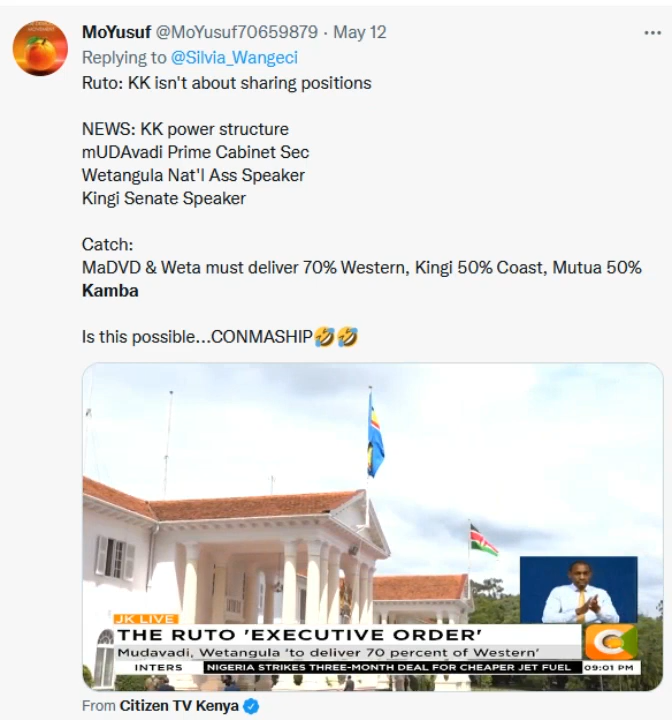 MoYusuf @MoYusuf70659879 · May 12
Replying to @Silvia_Wangeci
Ruto: KK isn't about sharing positions
NEWS: KK power structure
mUDAvadi Prime Cabinet Sec
Wetangula Nat'l Ass Speaker
Kingi Senate Speaker
Catch:
MaDVD & Weta must deliver 70% Western, Kingi 50% Coast, Mutua 50%
Kamba
Is this possible...CONMASHIP🤣🤣
JK LIVE
THE RUTO 'EXECUTIVE ORDER'
Mudavadi, Wetangula 'to deliver 70 percent of Western'
INTERS NIGERIA STRIKES THREE-MONTH DEAL FOR CHEAPER JET FUEL 09:01 PM
From Citizen TV Kenya